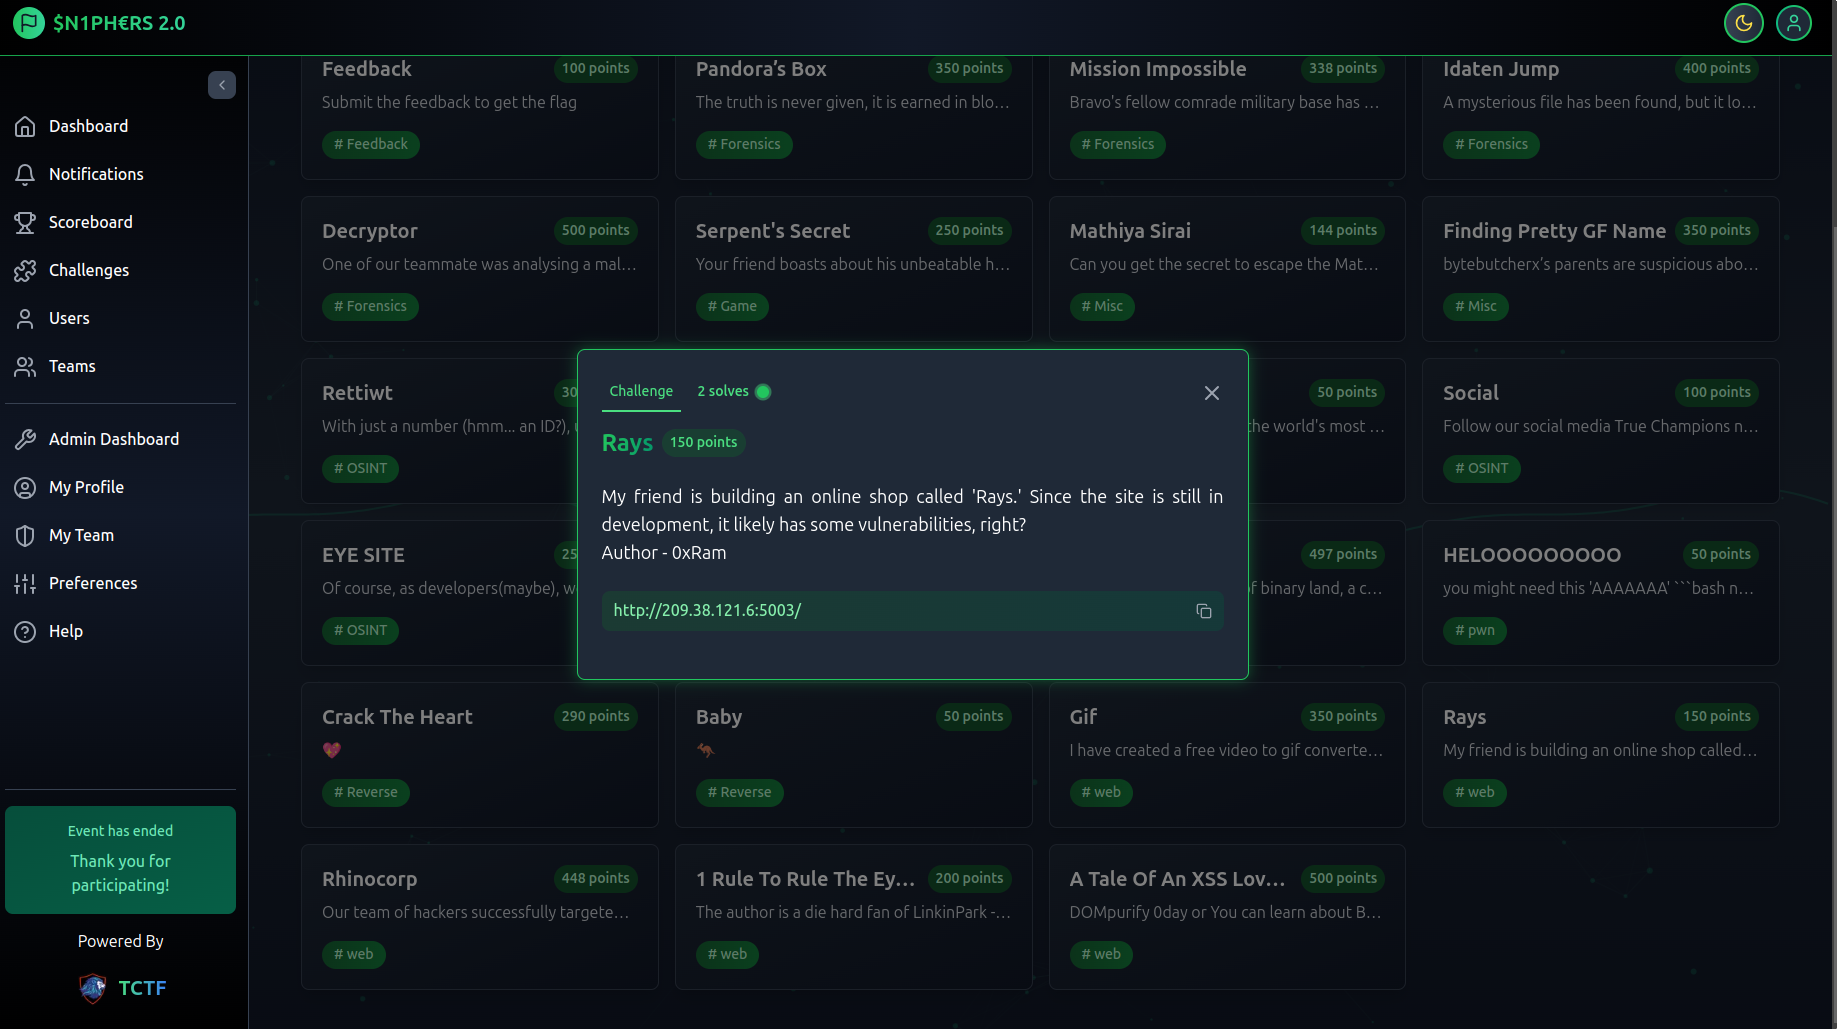 $N1PH€RS 2.0
Dashboard
Notifications
Scoreboard
Challenges
Users
Teams
Admin Dashboard
My Profile
My Team
Preferences
Help
Event has ended
Thank you for
participating!
Powered By
TCTF
Feedback 100 points
Submit the feedback to get the flag
# Feedback
Pandora’s Box 350 points
The truth is never given, it is earned in blo...
# Forensics
Mission Impossible 338 points
Bravo's fellow comrade military base has ...
# Forensics
Idaten Jump 400 points
A mysterious file has been found, but it lo...
# Forensics
Decryptor 500 points
One of our teammate was analysing a mal...
# Forensics
Serpent's Secret 250 points
Your friend boasts about his unbeatable h...
# Game
Mathiya Sirai 144 points
Can you get the secret to escape the Mat...
# Misc
Finding Pretty GF Name 350 points
bytebutcherx's parents are suspicious abo...
# Misc
Rettiwt 30
With just a number (hmm... an ID?), u
# OSINT
50 points
the world's most ...
Social 100 points
Follow our social media True Champions n...
# OSINT
Challenge 2 solves
Rays 150 points
My friend is building an online shop called 'Rays.' Since the site is still in
development, it likely has some vulnerabilities, right?
Author - 0xRam
http://209.38.121.6:5003/
EYE SITE 25
Of course, as developers(maybe), w
# OSINT
497 points
of binary land, a c...
HELOOOOOOOOO 50 points
you might need this 'AAAAAAA' ```bash n...
# pwn
Crack The Heart 290 points
# Reverse
Baby 50 points
# Reverse
Gif 350 points
I have created a free video to gif converte...
# web
Rays 150 points
My friend is building an online shop called...
# web
Rhinocorp 448 points
Our team of hackers successfully targete...
# web
1 Rule To Rule The Ey... 200 points
The author is a die hard fan of LinkinPark -...
# web
A Tale Of An XSS Lov... 500 points
DOMpurify 0day or You can learn about B...
# web